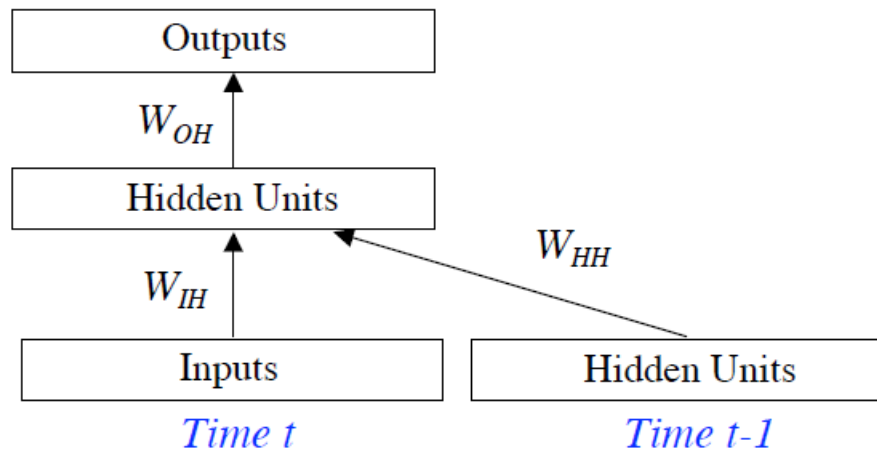 Outputs
W_OH
Hidden Units
W_HH
W_IH
Inputs
Hidden Units
Time t
Time t-1